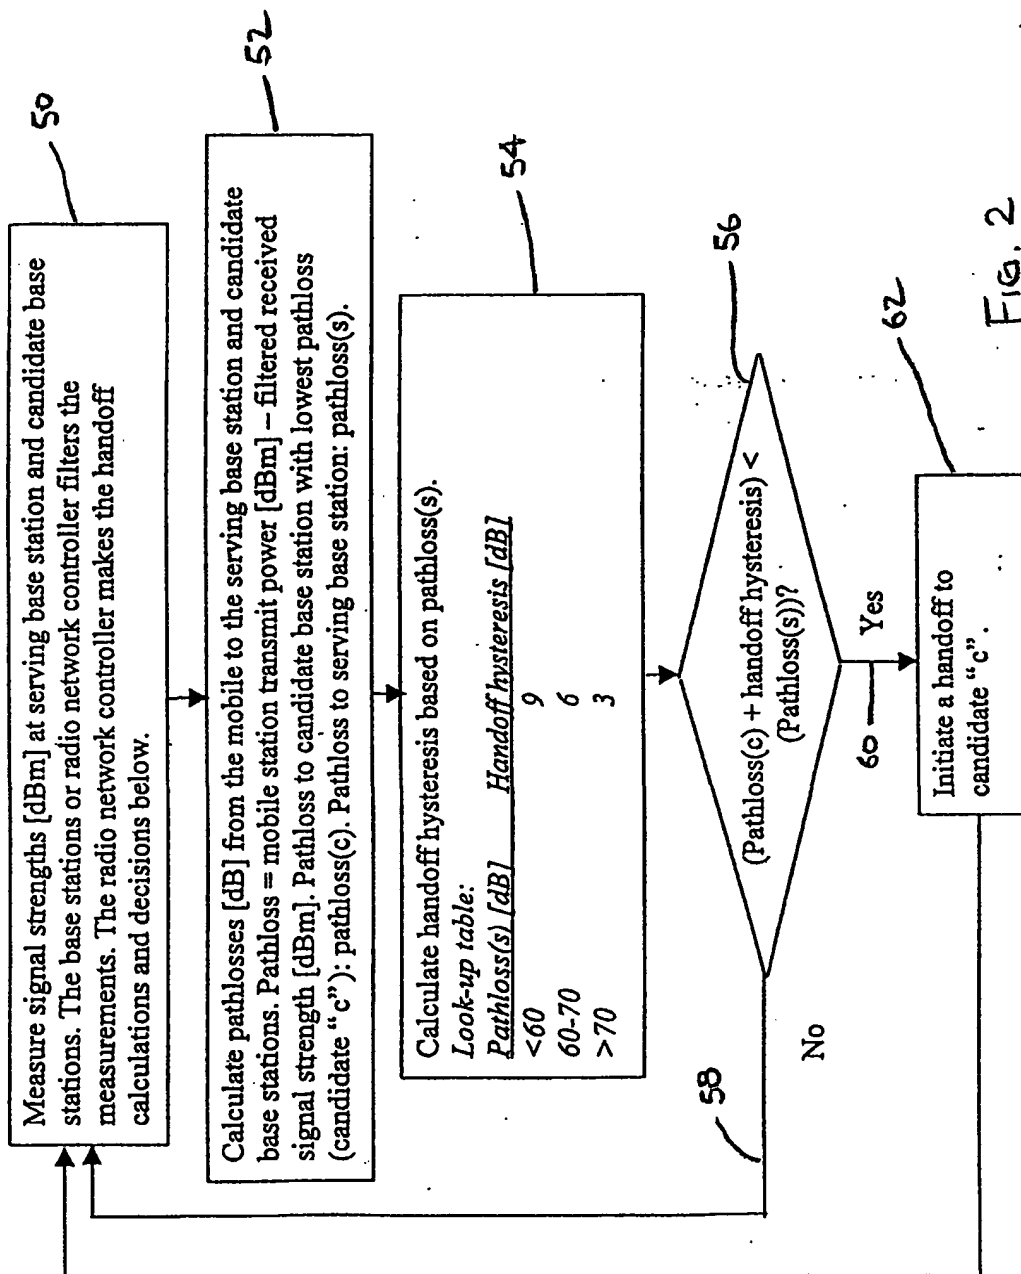 Measure signal strengths [dBm] at serving base station and candidate base
stations. The base stations or radio network controller filters the
measurements. The radio network controller makes the handoff
calculations and decisions below.
50
Calculate pathlosses [dB] from the mobile to the serving base station and candidate
base stations. Pathloss = mobile station transmit power [dBm] – filtered received
signal strength [dBm]. Pathloss to candidate base station with lowest pathloss
(candidate “c”): pathloss(c). Pathloss to serving base station: pathloss(s).
52
Calculate handoff hysteresis based on pathloss(s).
Look-up table:
Pathloss(s) [dB] Handoff hysteresis [dB]
<60 9
60-70 6
>70 3
54
(Pathloss(c) + handoff hysteresis) <
(Pathloss(s))?
56
No
58
60
Yes
Initiate a handoff to
candidate “c”.
62
FIG. 2